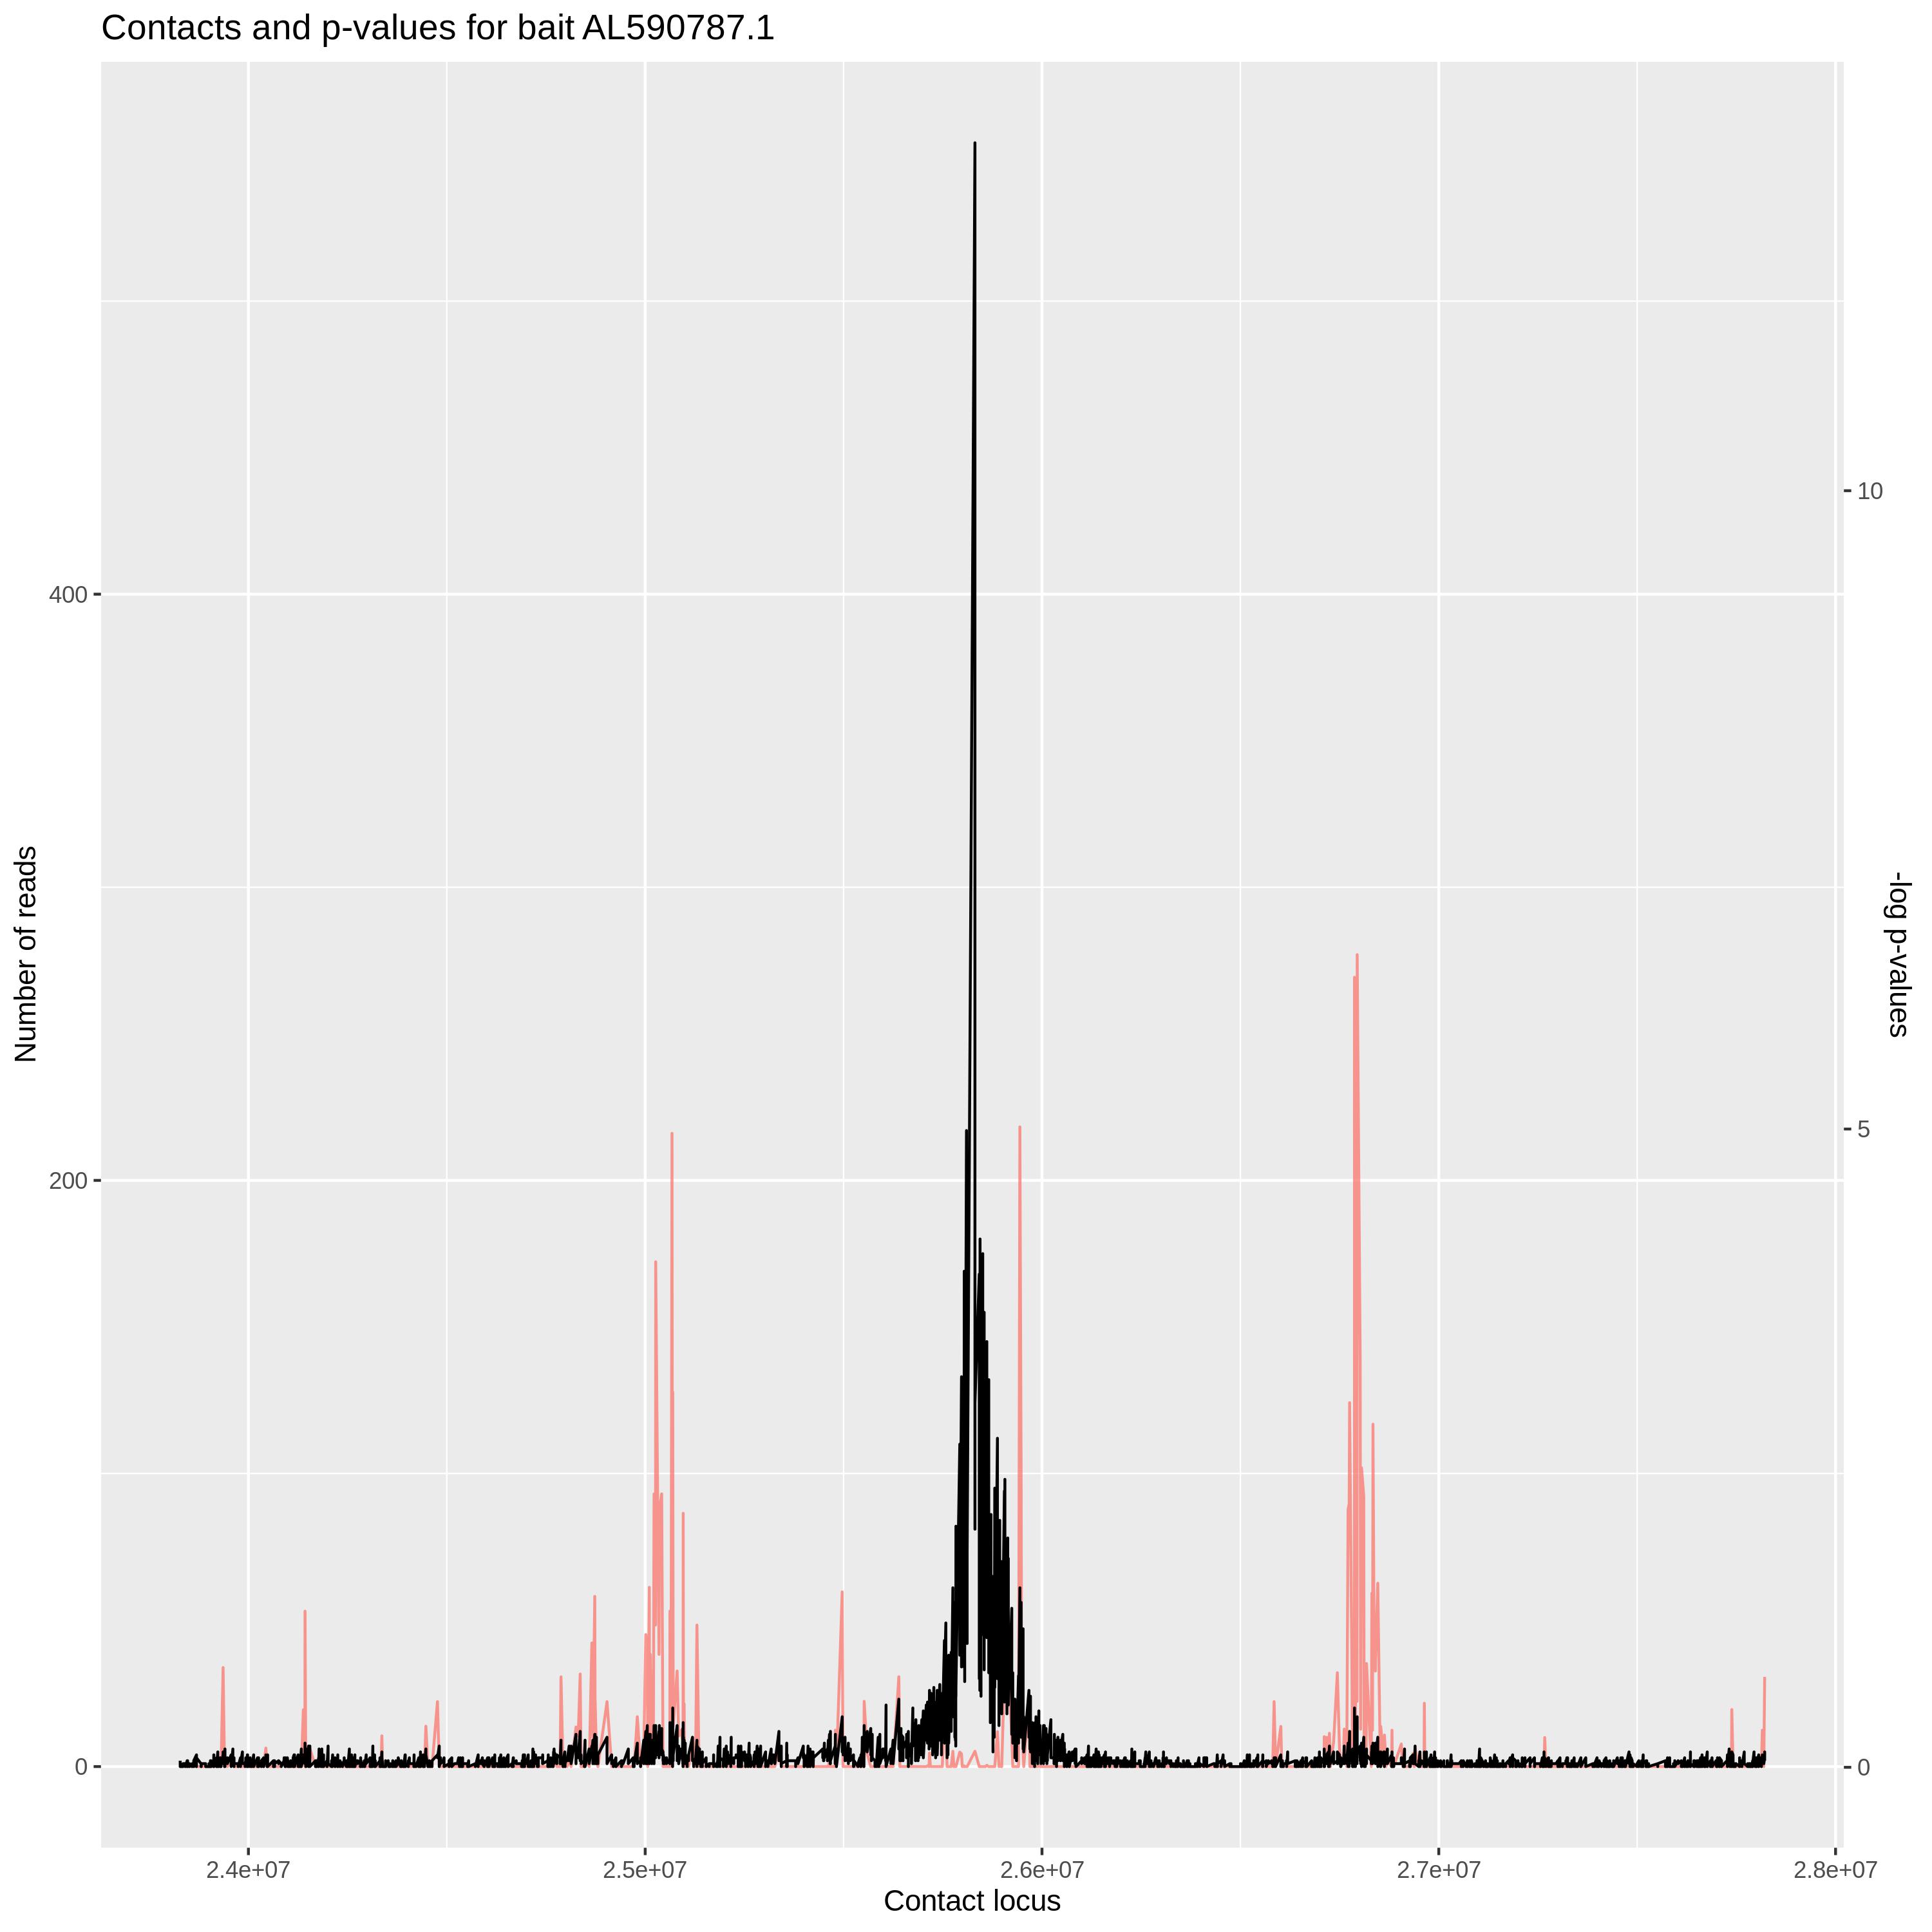 Contacts and p-values for bait AL590787.1
Number of reads
400
200
0
10
5
0
-log p-values
2.4e+07
2.5e+07
2.6e+07
2.7e+07
2.8e+07
Contact locus